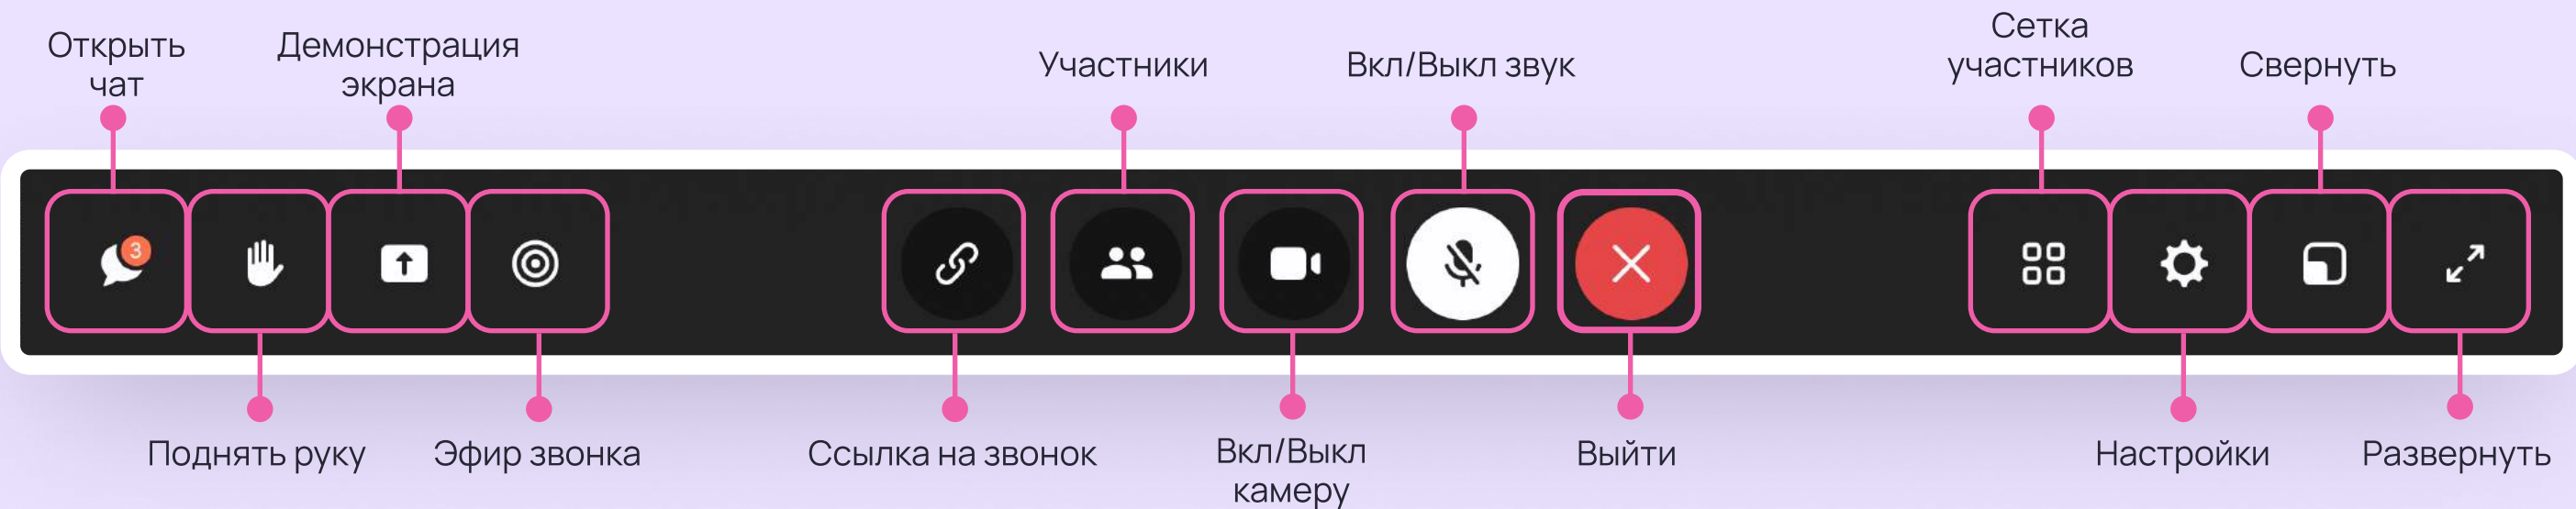 Открыть
чат
Демонстрация
экрана
Участники
Вкл/Выкл звук
Сетка
участников
Свернуть
3
Поднять руку
Эфир звонка
Ссылка на звонок
Вкл/Выкл
камеру
Выйти
Настройки
Развернуть